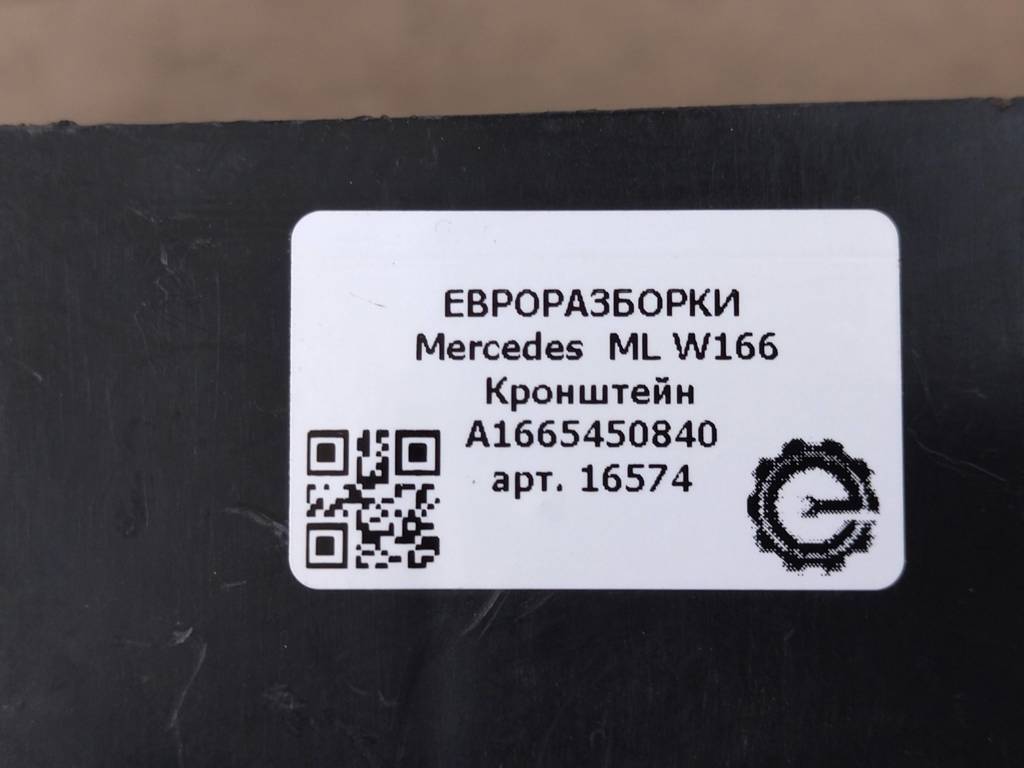 ЕВРОРАЗБОРКИ
Mercedes ML W166
Кронштейн
A1665450840
арт. 16574